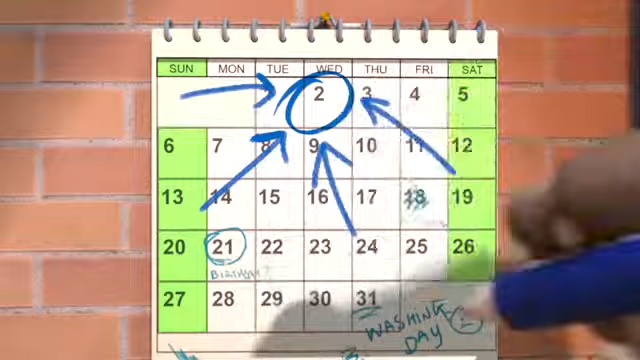 SUN MON TUE WED THU FRI SAT
2 3 4 5
6 7 8 9 10 11 12
13 14 15 16 17 18 19
20 21 22 23 24 25 26
BIRTHDAY?
27 28 29 30 31
WASHING
DAY